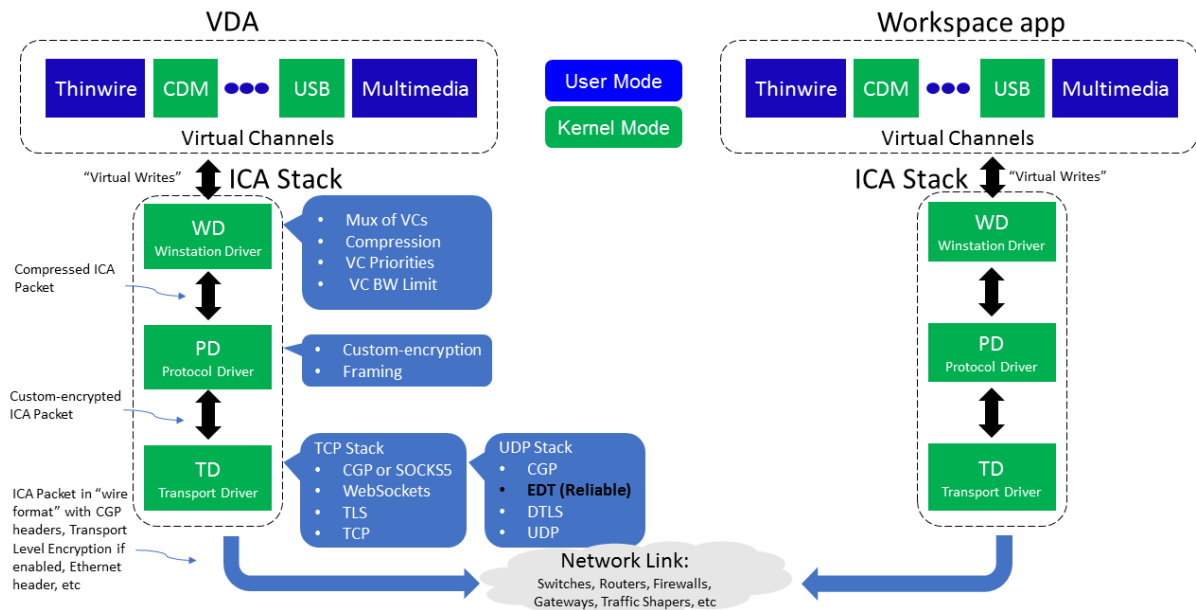 VDA
Thinwire
CDM
USB
Multimedia
Virtual Channels
User Mode
Kernel Mode
Workspace app
Thinwire
CDM
USB
Multimedia
Virtual Channels
“Virtual Writes”
ICA Stack
WD
Winstation Driver
• Mux of VCs
• Compression
• VC Priorities
• VC BW Limit
Compressed ICA
Packet
PD
Protocol Driver
• Custom-encryption
• Framing
Custom-encrypted
ICA Packet
TD
Transport Driver
TCP Stack
• CGP or SOCKS5
• WebSockets
• TLS
• TCP
UDP Stack
• CGP
• EDT (Reliable)
• DTLS
• UDP
ICA Packet in “wire
format” with CGP
headers, Transport
Level Encryption if
enabled, Ethernet
header, etc
Network Link:
Switches, Routers, Firewalls,
Gateways, Traffic Shapers, etc
ICA Stack
“Virtual Writes”
WD
Winstation Driver
PD
Protocol Driver
TD
Transport Driver